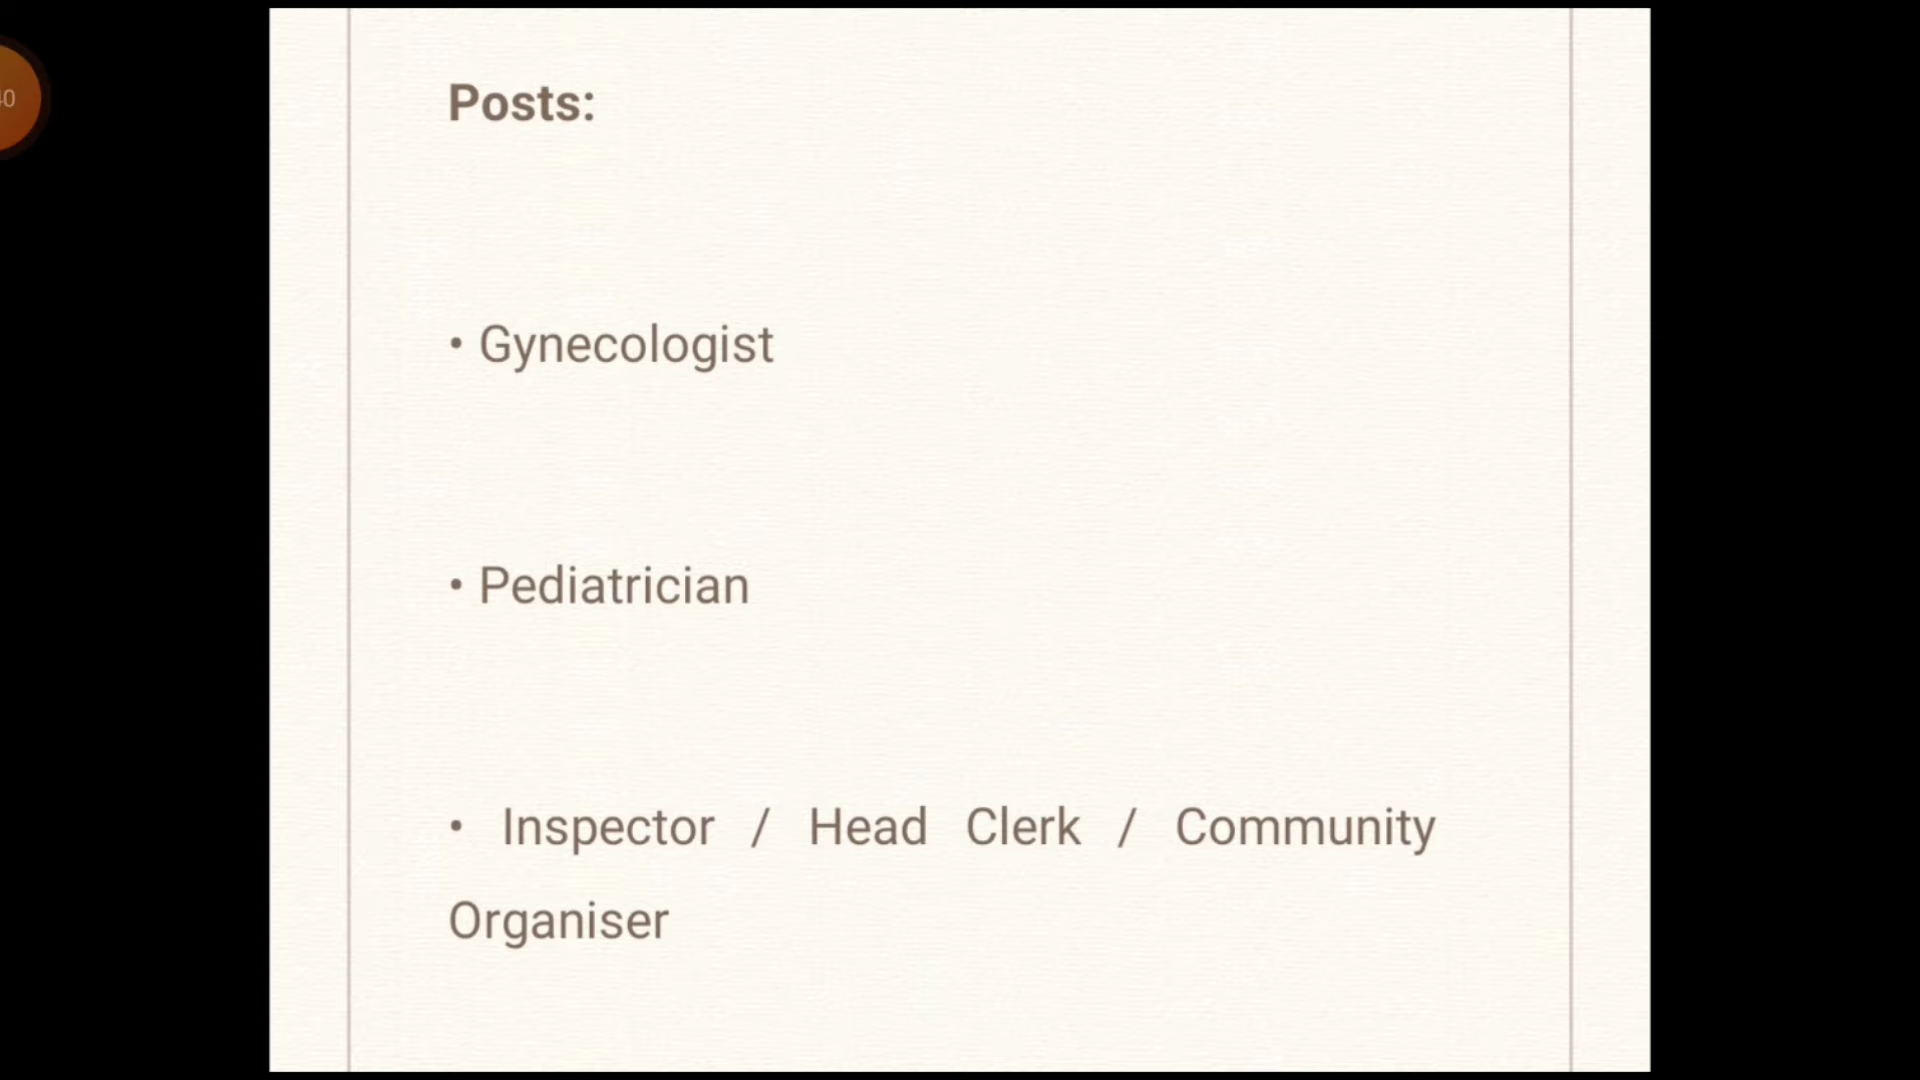 Posts:
• Gynecologist
• Pediatrician
• Inspector / Head Clerk / Community
Organiser